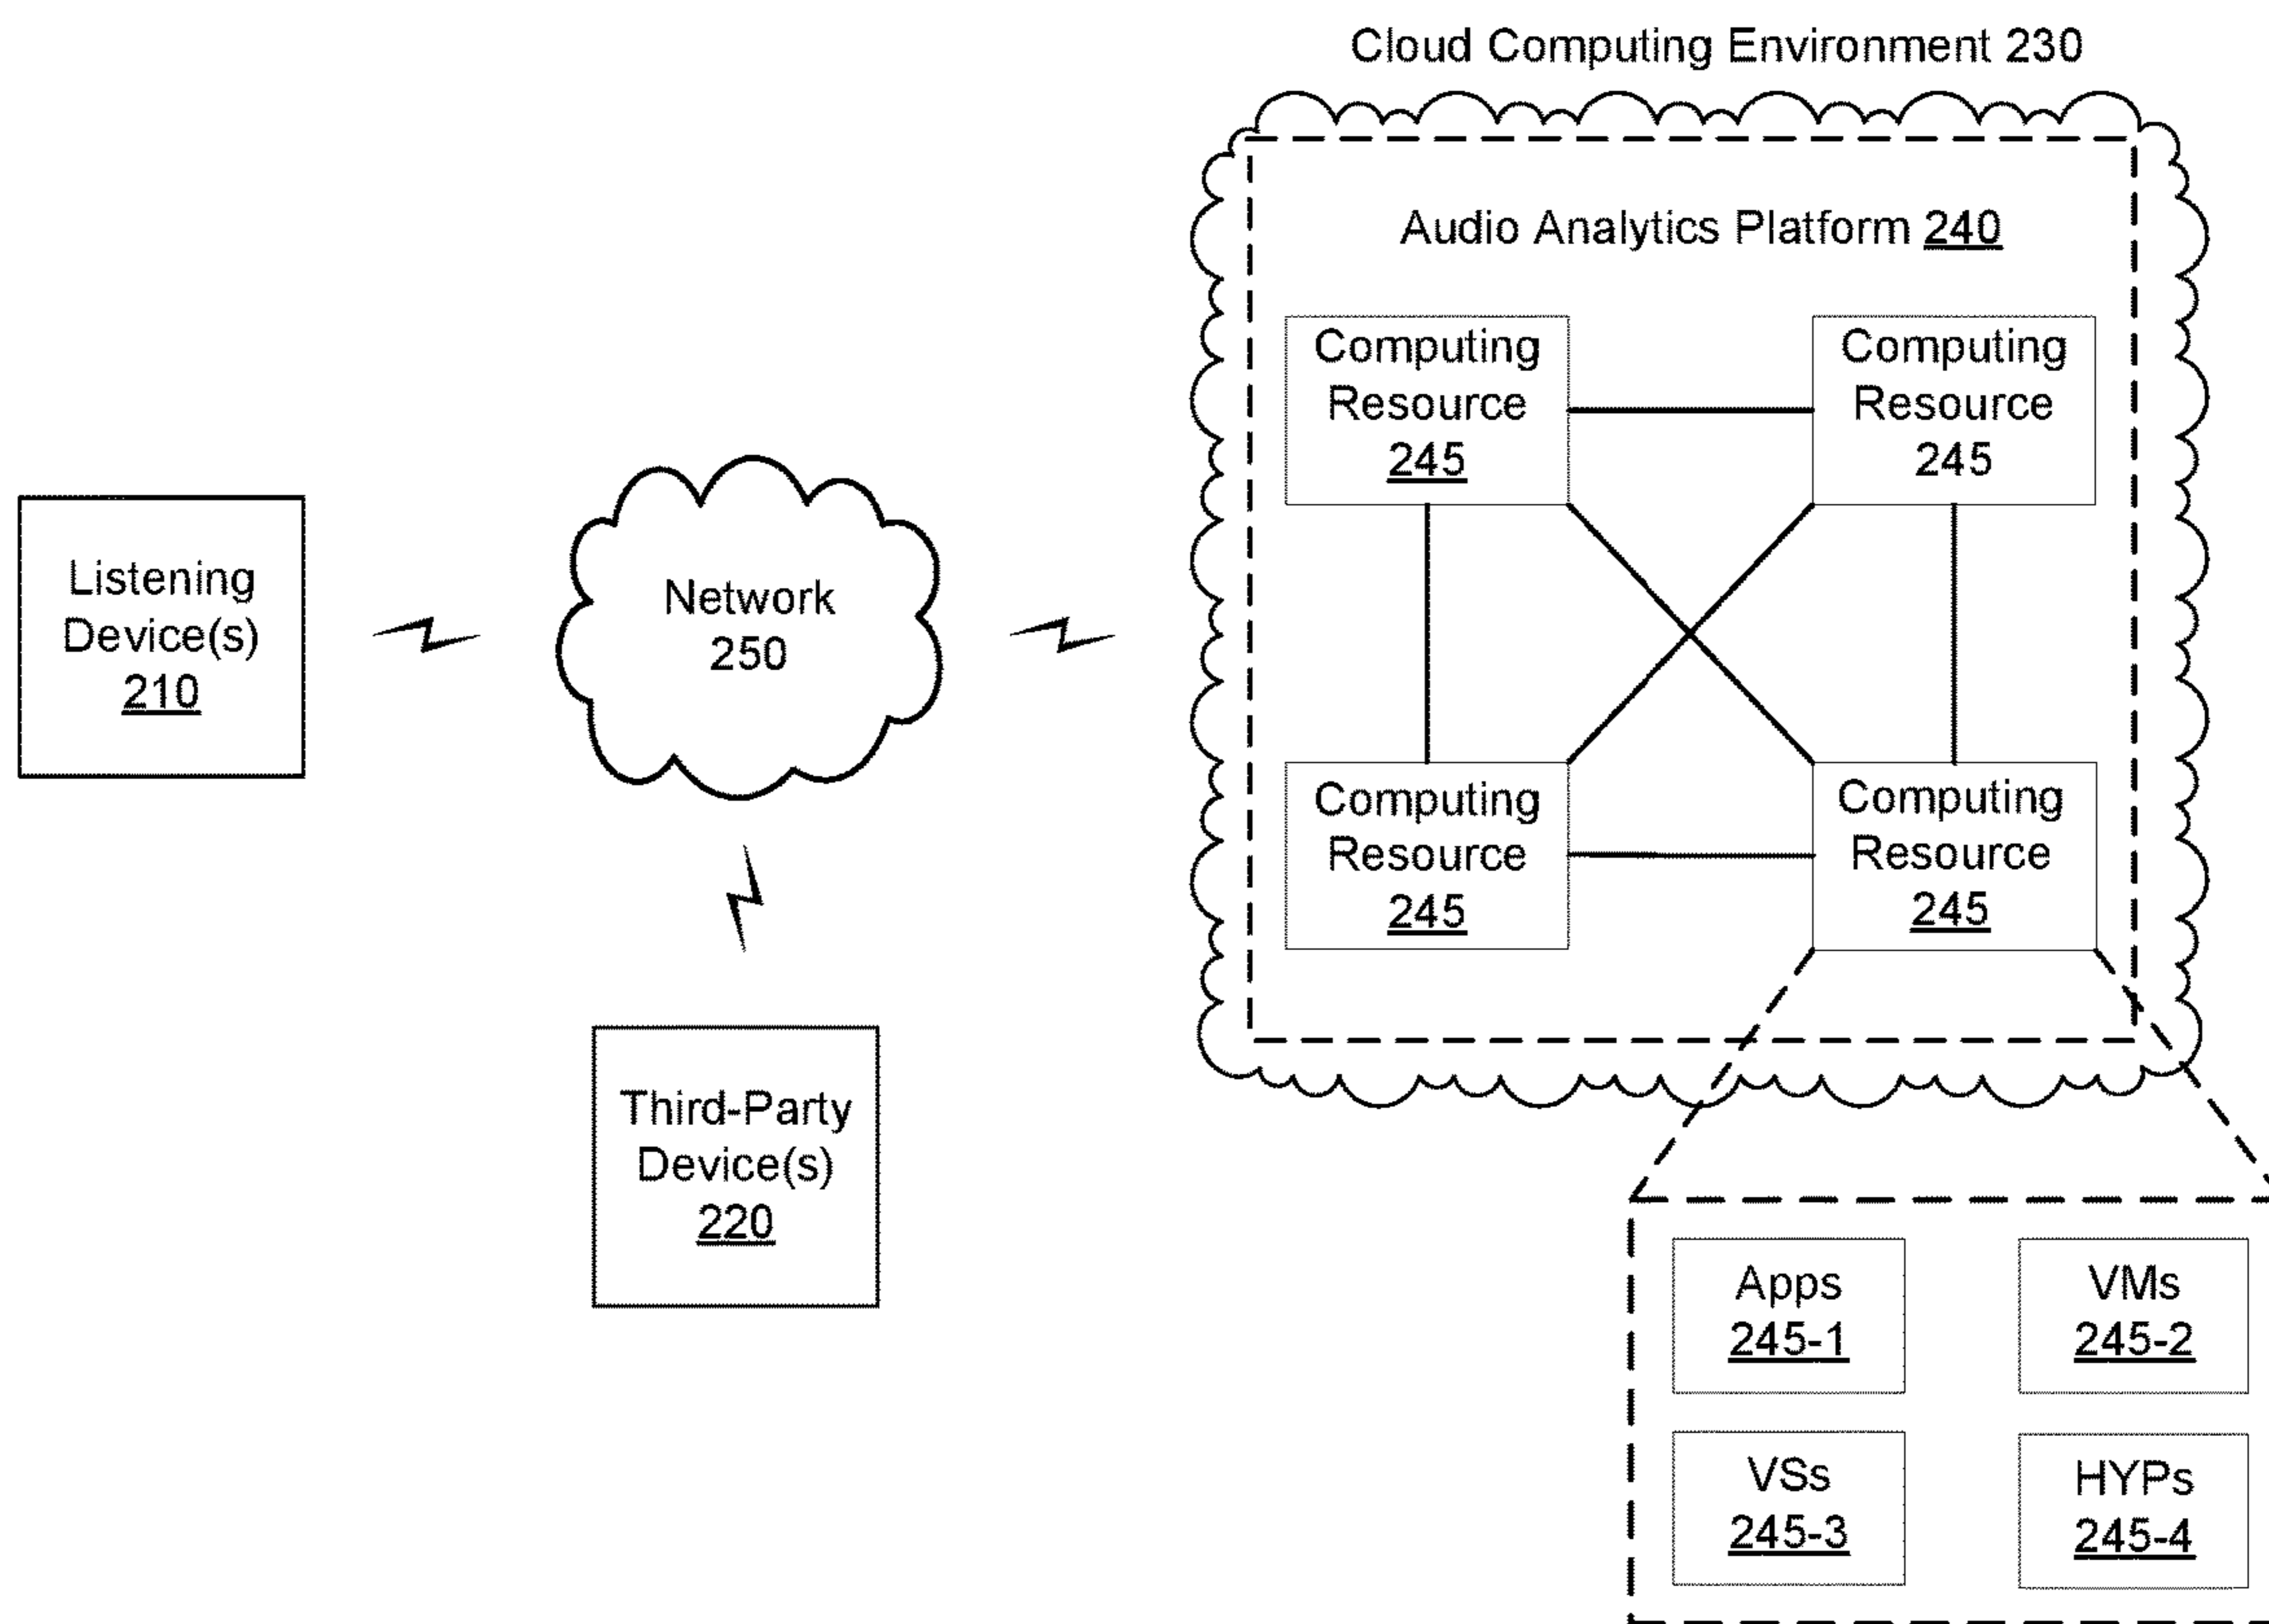 Cloud Computing Environment 230
Audio Analytics Platform 240
Computing
Resource
245
Computing
Resource
245
Listening
Device(s)
210
Network
250
Computing
Resource
245
Computing
Resource
245
Third-Party
Device(s)
220
Apps
245-1
VMs
245-2
VSs
245-3
HYPs
245-4